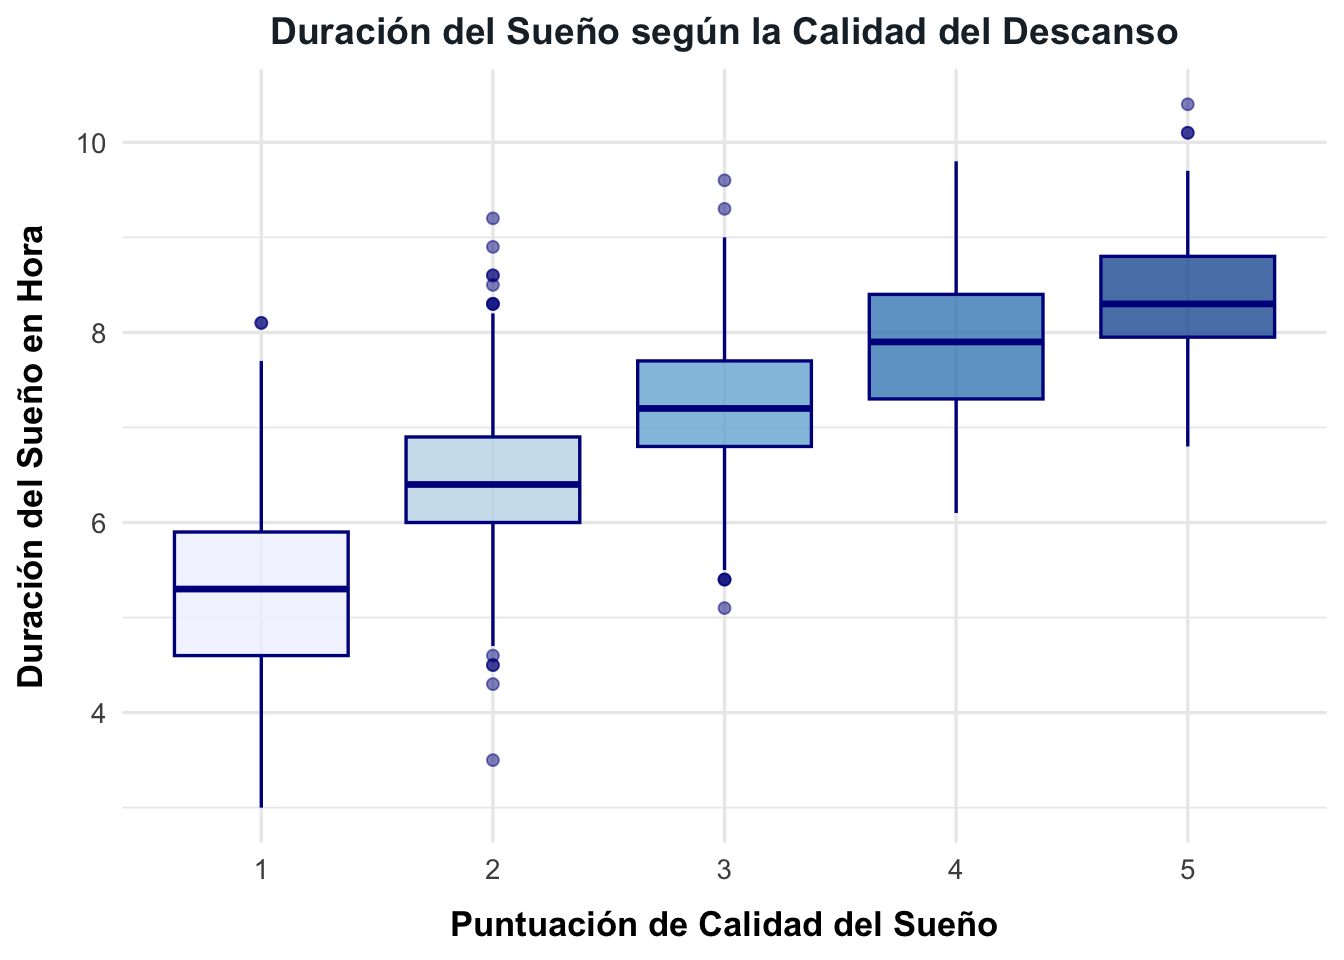 Duración del Sueño según la Calidad del Descanso
Duración del Sueño en Hora
10
8
6
4
1 2 3 4 5
Puntuación de Calidad del Sueño